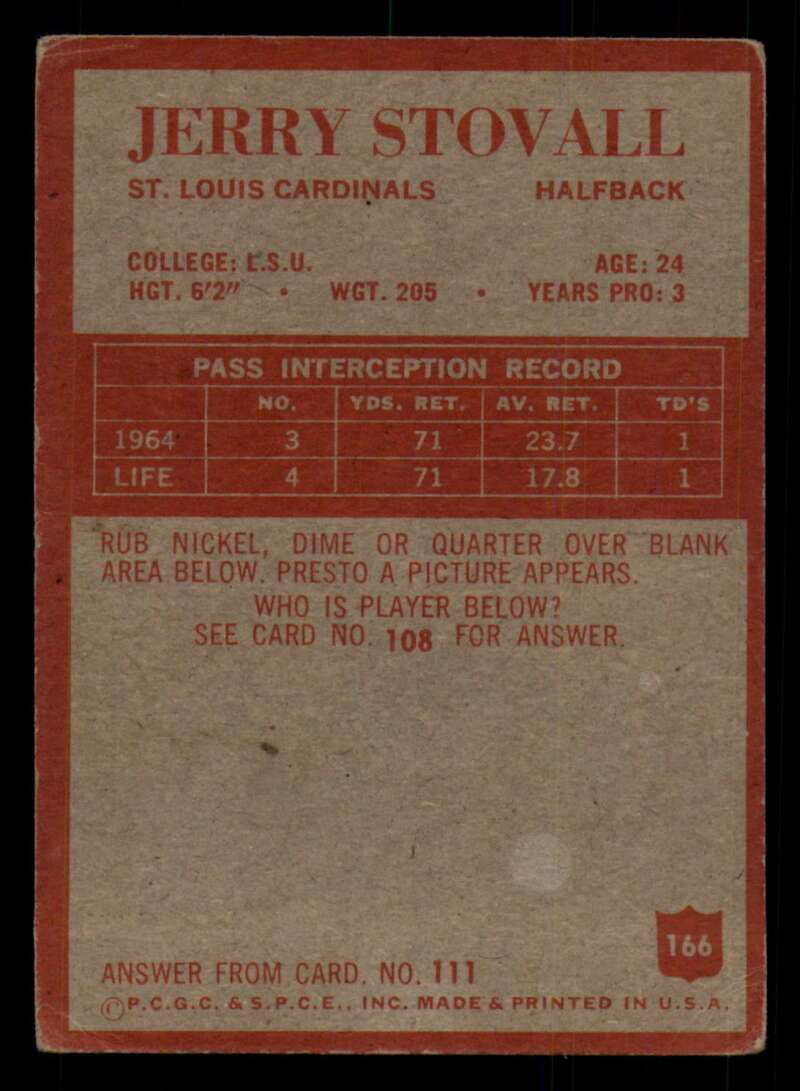 JERRY STOVALL
ST. LOUIS CARDINALS HALFBACK
COLLEGE: L.S.U. AGE: 24
HGT. 6'2" • WGT. 205 • YEARS PRO: 3
PASS INTERCEPTION RECORD
NO. YDS. RET. AV. RET. TD'S
1964 3 71 23.7 1
LIFE 4 71 17.8 1
RUB NICKEL, DIME OR QUARTER OVER BLANK
AREA BELOW. PRESTO A PICTURE APPEARS.
WHO IS PLAYER BELOW?
SEE CARD NO. 108 FOR ANSWER.
166
ANSWER FROM CARD. NO. 111
©P.C.G.C. & S.P.C.E., INC. MADE & PRINTED IN U.S.A.